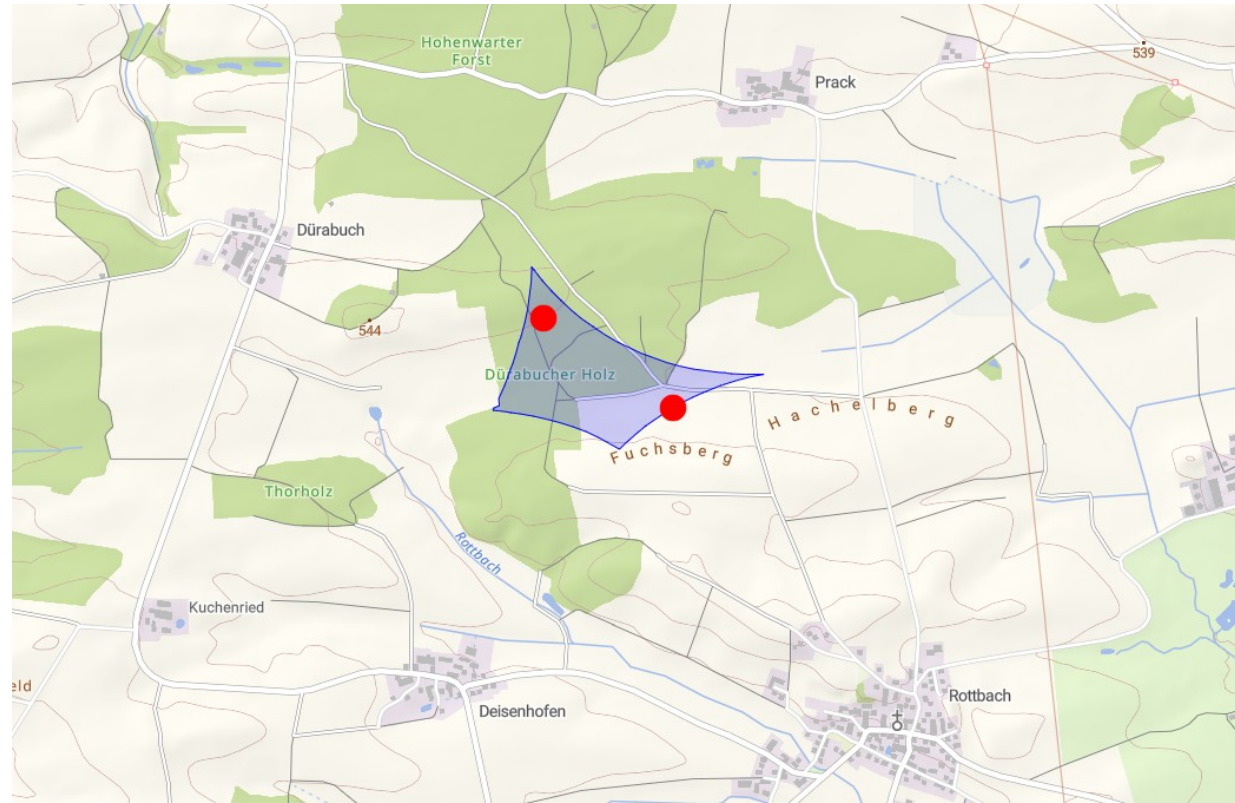 Hohenwarter
Forst
539
Prack
Dürabuch
544
Dürabucher Holz
Hachelberg
Fuchsberg
Thorholz
Rottbach
Kuchenried
eld
Rottbach
Deisenhofen